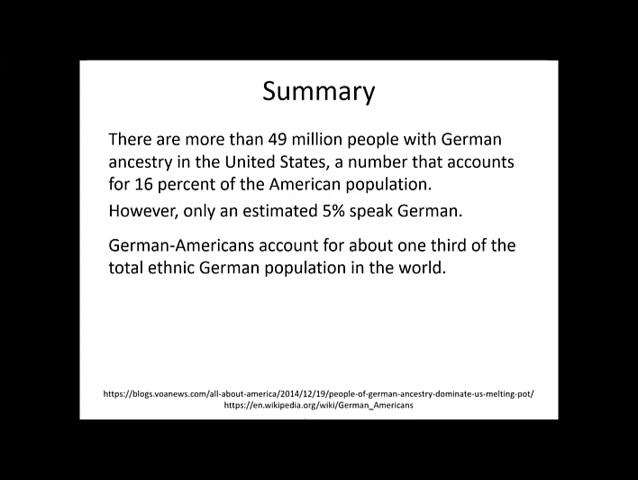 Summary
There are more than 49 million people with German
ancestry in the United States, a number that accounts
for 16 percent of the American population.
However, only an estimated 5% speak German.
German-Americans account for about one third of the
total ethnic German population in the world.
https://blogs.voanews.com/all-about-america/2014/12/19/people-of-german-ancestry-dominate-us-melting-pot/
https://en.wikipedia.org/wiki/German_Americans